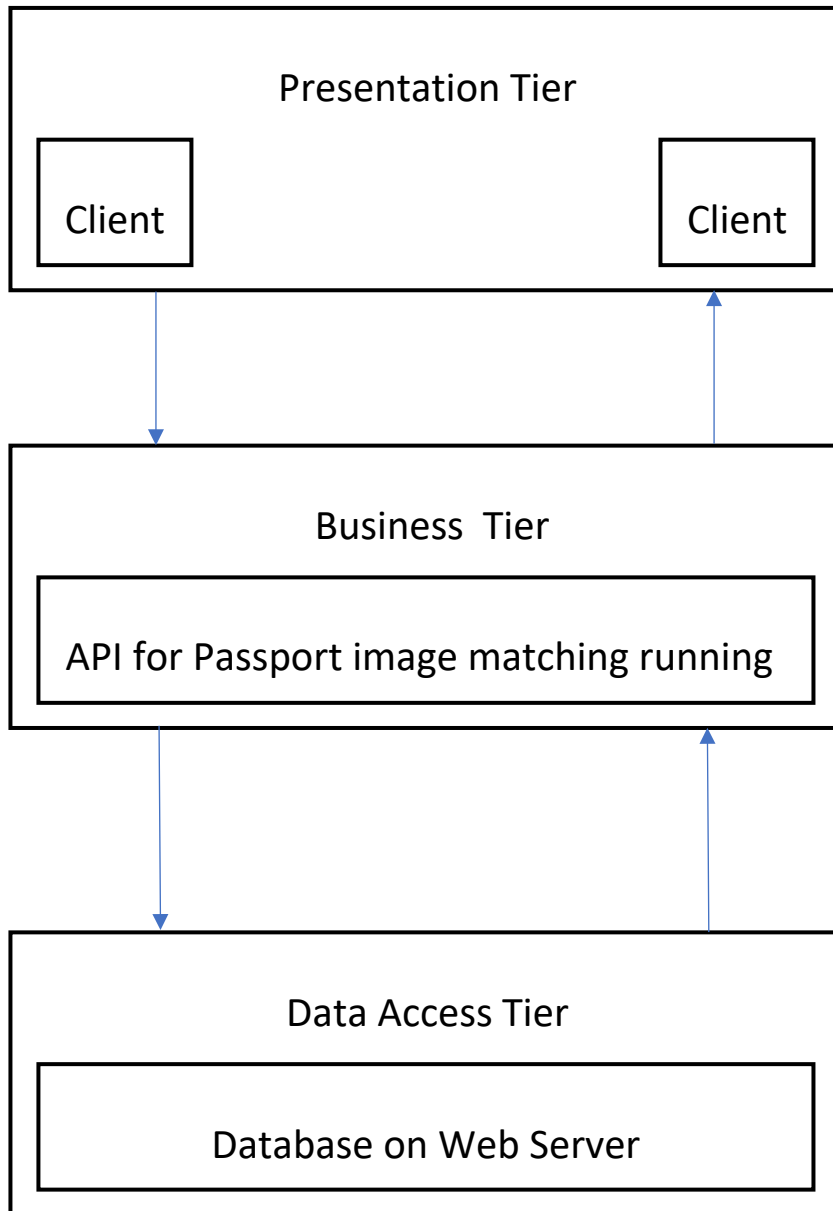 Presentation Tier
Client Client
Business  Tier
API for Passport image matching running
Data Access Tier
Database on Web Server